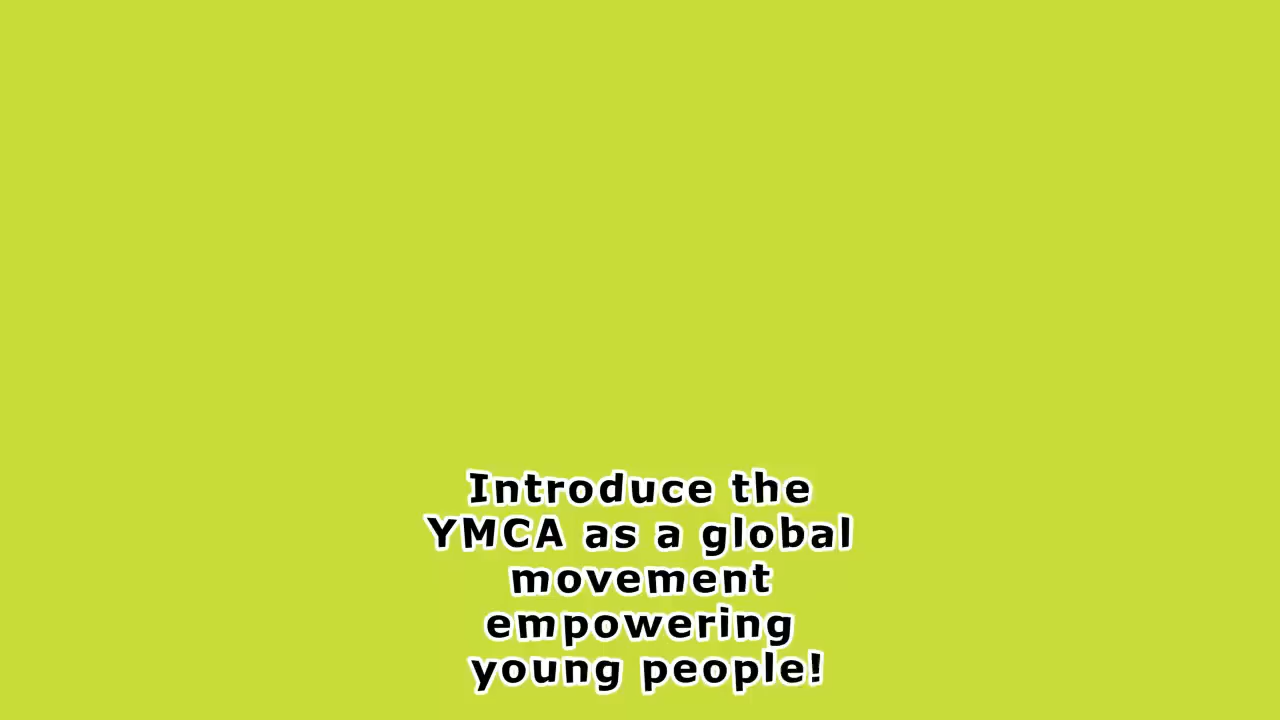 Introduce the
YMCA as a global
movement
empowering
young people!